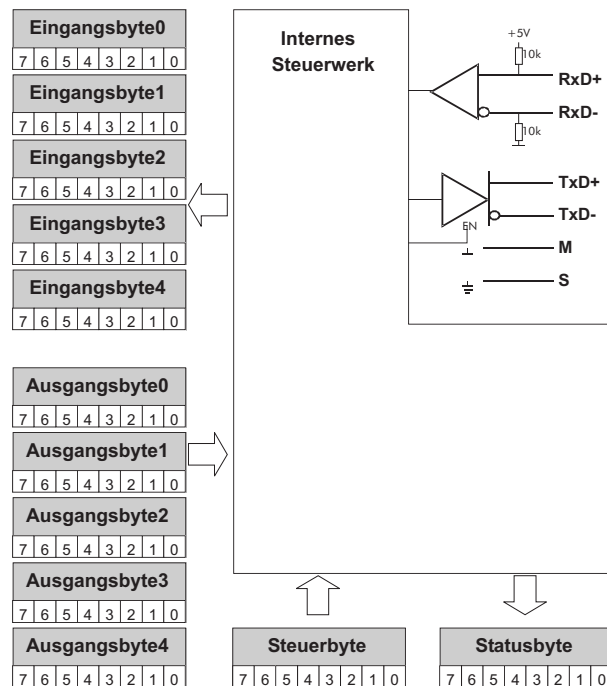 Eingangsbyte0
7 6 5 4 3 2 1 0
Eingangsbyte1
7 6 5 4 3 2 1 0
Eingangsbyte2
7 6 5 4 3 2 1 0
Eingangsbyte3
7 6 5 4 3 2 1 0
Eingangsbyte4
7 6 5 4 3 2 1 0
Ausgangsbyte0
7 6 5 4 3 2 1 0
Ausgangsbyte1
7 6 5 4 3 2 1 0
Ausgangsbyte2
7 6 5 4 3 2 1 0
Ausgangsbyte3
7 6 5 4 3 2 1 0
Ausgangsbyte4
7 6 5 4 3 2 1 0
Internes
Steuerwerk
+5V
10k
RxD+
RxD-
10k
TxD+
TxD-
EN
M
S
Steuerbyte
7 6 5 4 3 2 1 0
Statusbyte
7 6 5 4 3 2 1 0